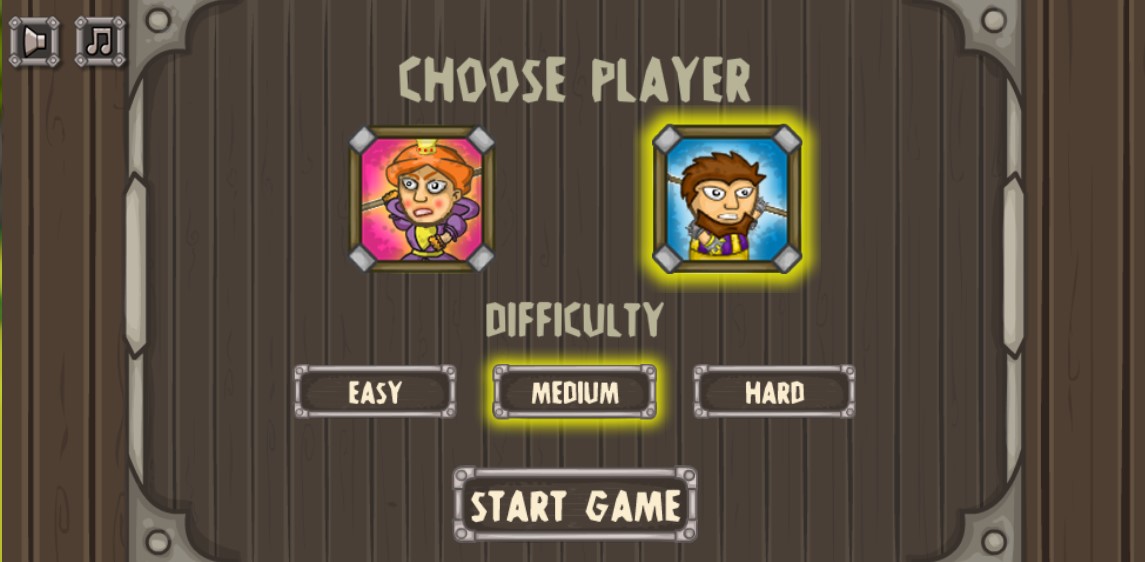 CHOOSE PLAYER
DIFFICULTY
EASY
MEDIUM
HARD
START GAME